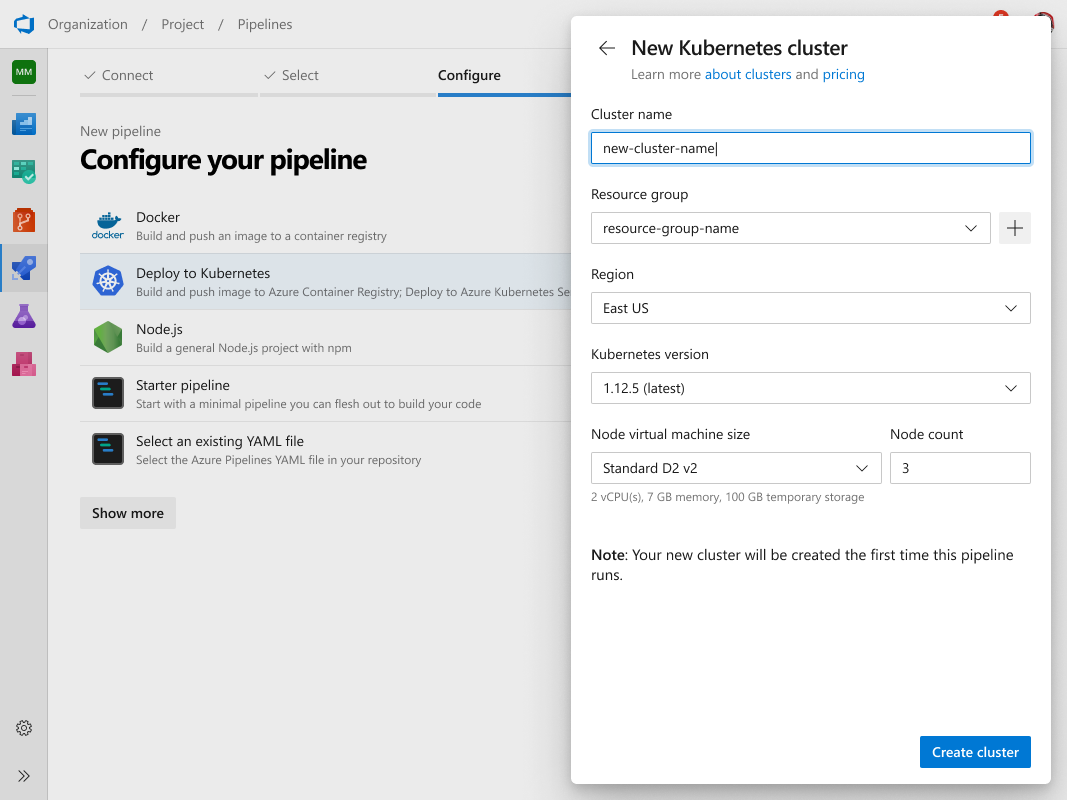 Organization / Project / Pipelines
MM
Connect
Select
Configure
New pipeline
Configure your pipeline
docker
Docker
Build and push an image to a container registry
Deploy to Kubernetes
Build and push image to Azure Container Registry; Deploy to Azure Kubernetes Se
Node.js
Build a general Node.js project with npm
Starter pipeline
Start with a minimal pipeline you can flesh out to build your code
Select an existing YAML file
Select the Azure Pipelines YAML file in your repository
Show more
New Kubernetes cluster
Learn more about clusters and pricing
Cluster name
new-cluster-name
Resource group
resource-group-name
Region
East US
Kubernetes version
1.12.5 (latest)
Node virtual machine size
Node count
Standard D2 v2
3
2 vCPU(s), 7 GB memory, 100 GB temporary storage
Note: Your new cluster will be created the first time this pipeline
runs.
Create cluster